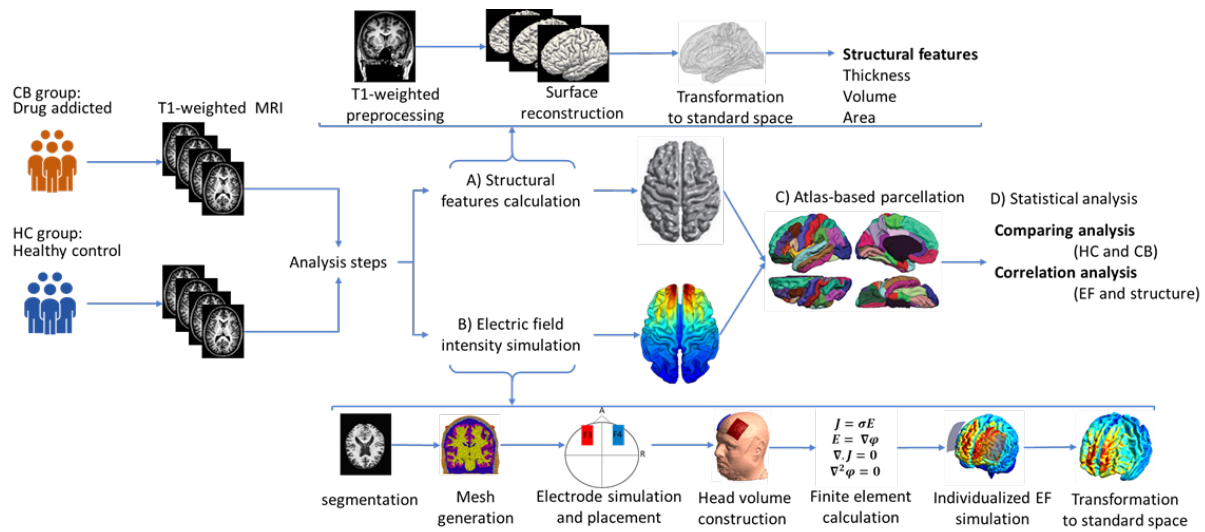 T1-weighted
preprocessing
Surface
reconstruction
Transformation
to standard space
Structural features
Thickness
Volume
Area
CB group:
Drug addicted
T1-weighted MRI
HC group:
Healthy control
Analysis steps
A) Structural
features calculation
B) Electric field
intensity simulation
C) Atlas-based parcellation
D) Statistical analysis
Comparing analysis
(HC and CB)
Correlation analysis
(EF and structure)
segmentation
Mesh
generation
A
F3
F4
R
Electrode simulation
and placement
Head volume
construction
J = σE
E = ∇φ
∇. J = 0
∇²φ = 0
Finite element
calculation
Individualized EF
simulation
Transformation
to standard space